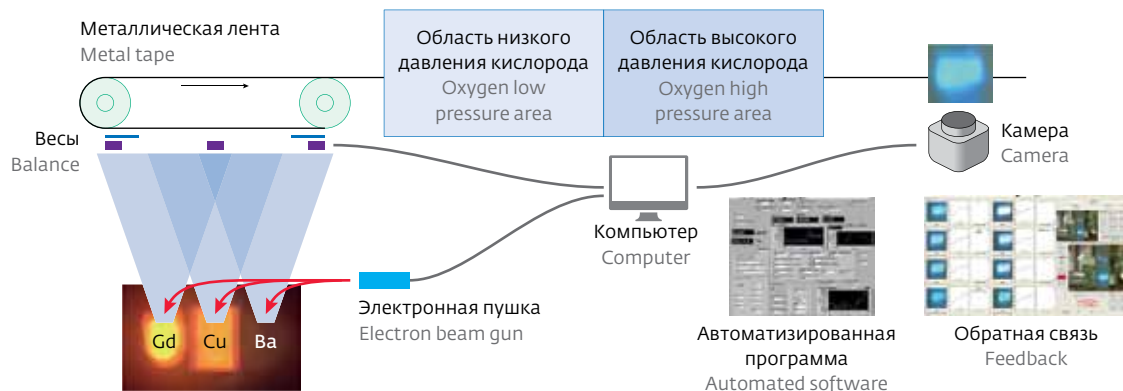 Металлическая лента
Metal tape
Область низкого
давления кислорода
Oxygen low
pressure area
Область высокого
давления кислорода
Oxygen high
pressure area
Весы
Balance
Камера
Camera
Компьютер
Computer
Электронная пушка
Electron beam gun
Gd
Cu
Ba
Автоматизированная
программа
Automated software
Обратная связь
Feedback